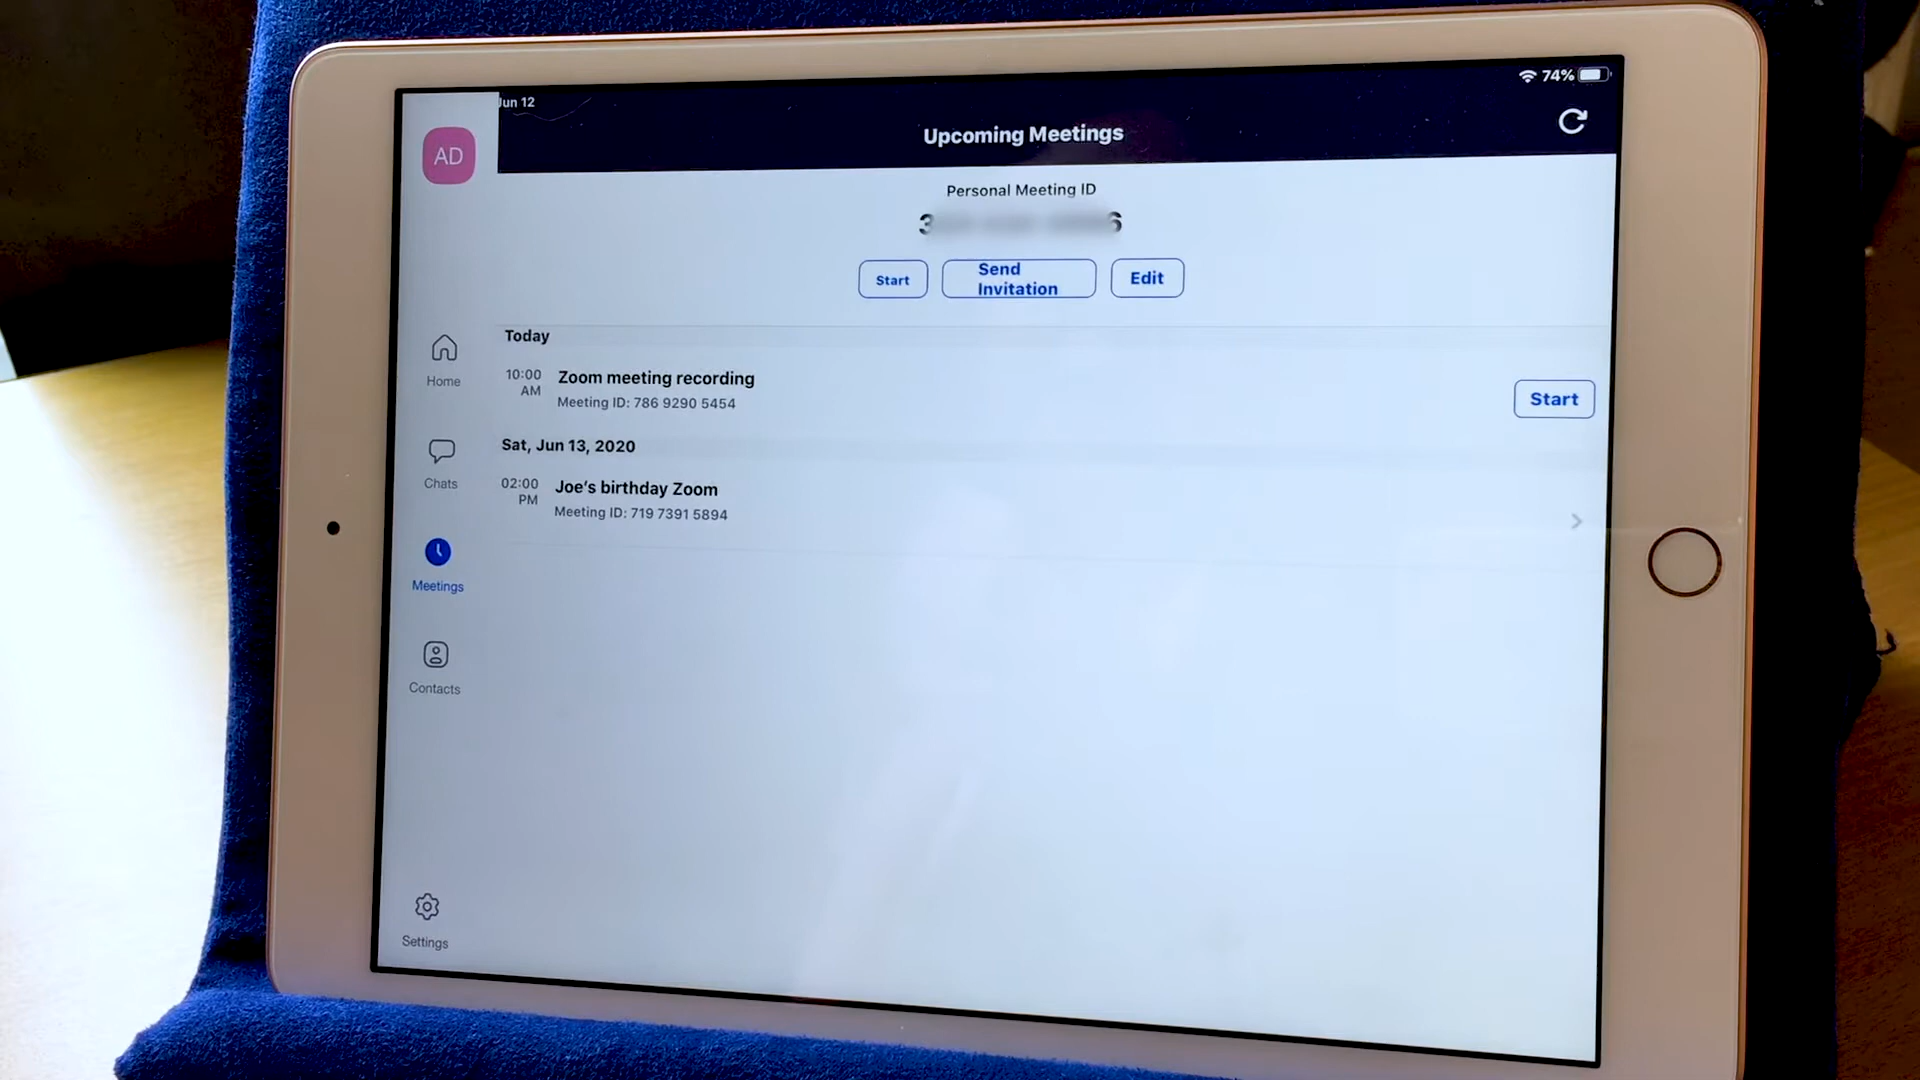 Jun 12
74%
AD
Upcoming Meetings
Personal Meeting ID
Start
Send
Invitation
Edit
Today
10:00
AM
Zoom meeting recording
Meeting ID: 786 9290 5454
Start
Sat, Jun 13, 2020
02:00
PM
Joe's birthday Zoom
Meeting ID: 719 7391 5894
Home
Chats
Meetings
Contacts
Settings